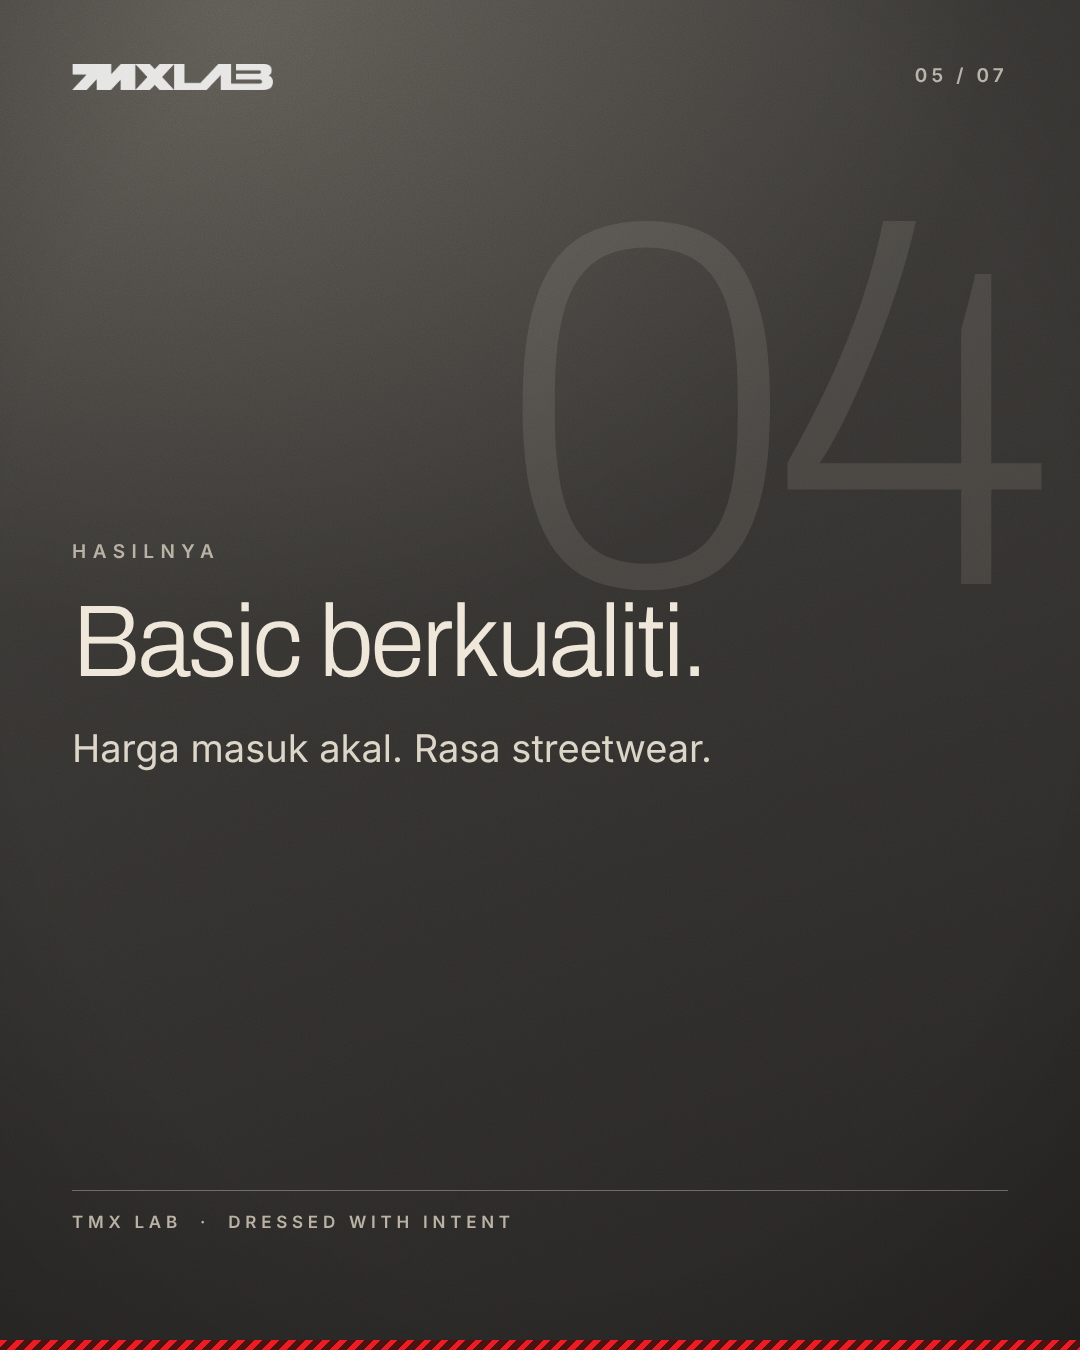 TMXLAB
05 / 07
04
HASILNYA
Basic berkualiti.
Harga masuk akal. Rasa streetwear.
TMX LAB · DRESSED WITH INTENT